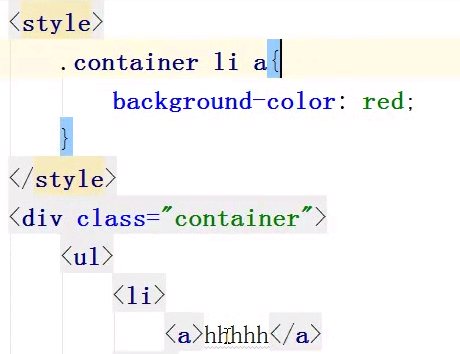 <style>
.container li a{
background-color: red;
}
</style>
<div class="container">
<ul>
<li>
<a>hhhhh</a>